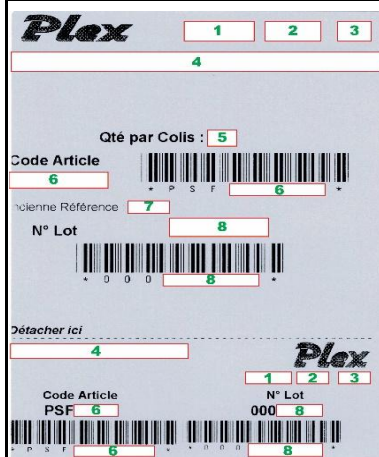 Plex 1 2 3
4
Qté par Colis : 5
Code Article
6
* P S F 6 *
ncienne Référence 7
N° Lot 8
* 0 0 0 8 *
Détacher ici
4
Plex
1 2 3
Code Article N° Lot
PSF 6 000 8
* P S F 6 * * 0 0 0 8 *